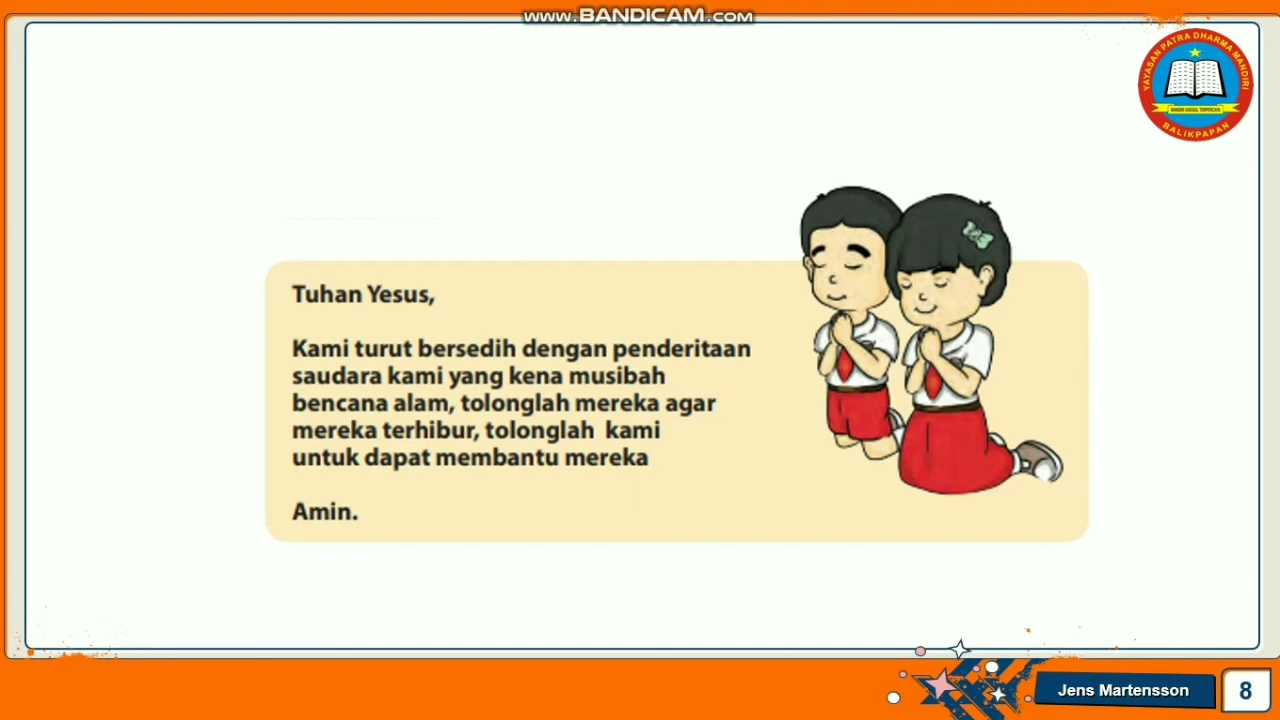 WWW.BANDICAM.COM
YAYASAN PATRA DHARMA MANDIRI
BALIKPAPAN
Tuhan Yesus,
Kami turut bersedih dengan penderitaan
saudara kami yang kena musibah
bencana alam, tolonglah mereka agar
mereka terhibur, tolonglah kami
untuk dapat membantu mereka
Amin.
Jens Martensson
8